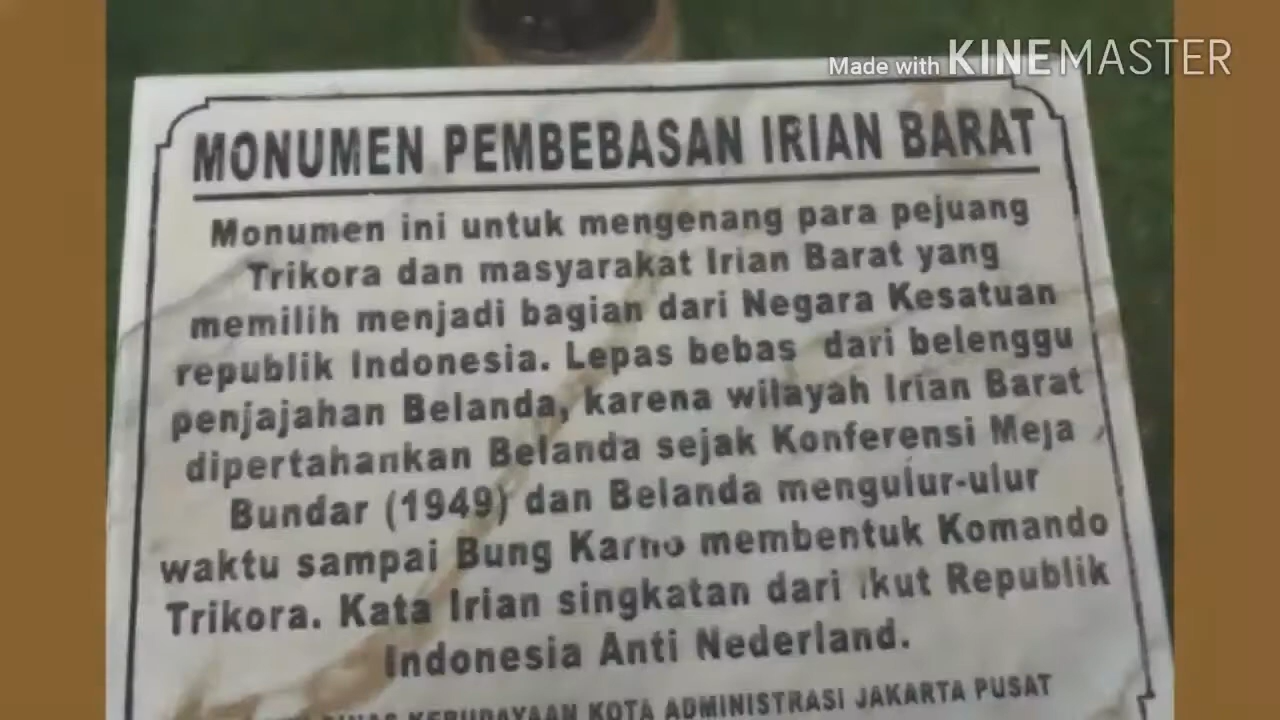 Made with KINEMASTER
MONUMEN PEMBEBASAN IRIAN BARAT
Monumen ini untuk mengenang para pejuang
Trikora dan masyarakat Irian Barat yang
memilih menjadi bagian dari Negara Kesatuan
republik Indonesia. Lepas bebas dari belenggu
penjajahan Belanda, karena wilayah Irian Barat
dipertahankan Belanda sejak Konferensi Meja
Bundar (1949) dan Belanda mengulur-ulur
waktu sampai Bung Karno membentuk Komando
Trikora. Kata Irian singkatan dari ikut Republik
Indonesia Anti Nederland.
DINAS KEBUDAYAAN KOTA ADMINISTRASI JAKARTA PUSAT